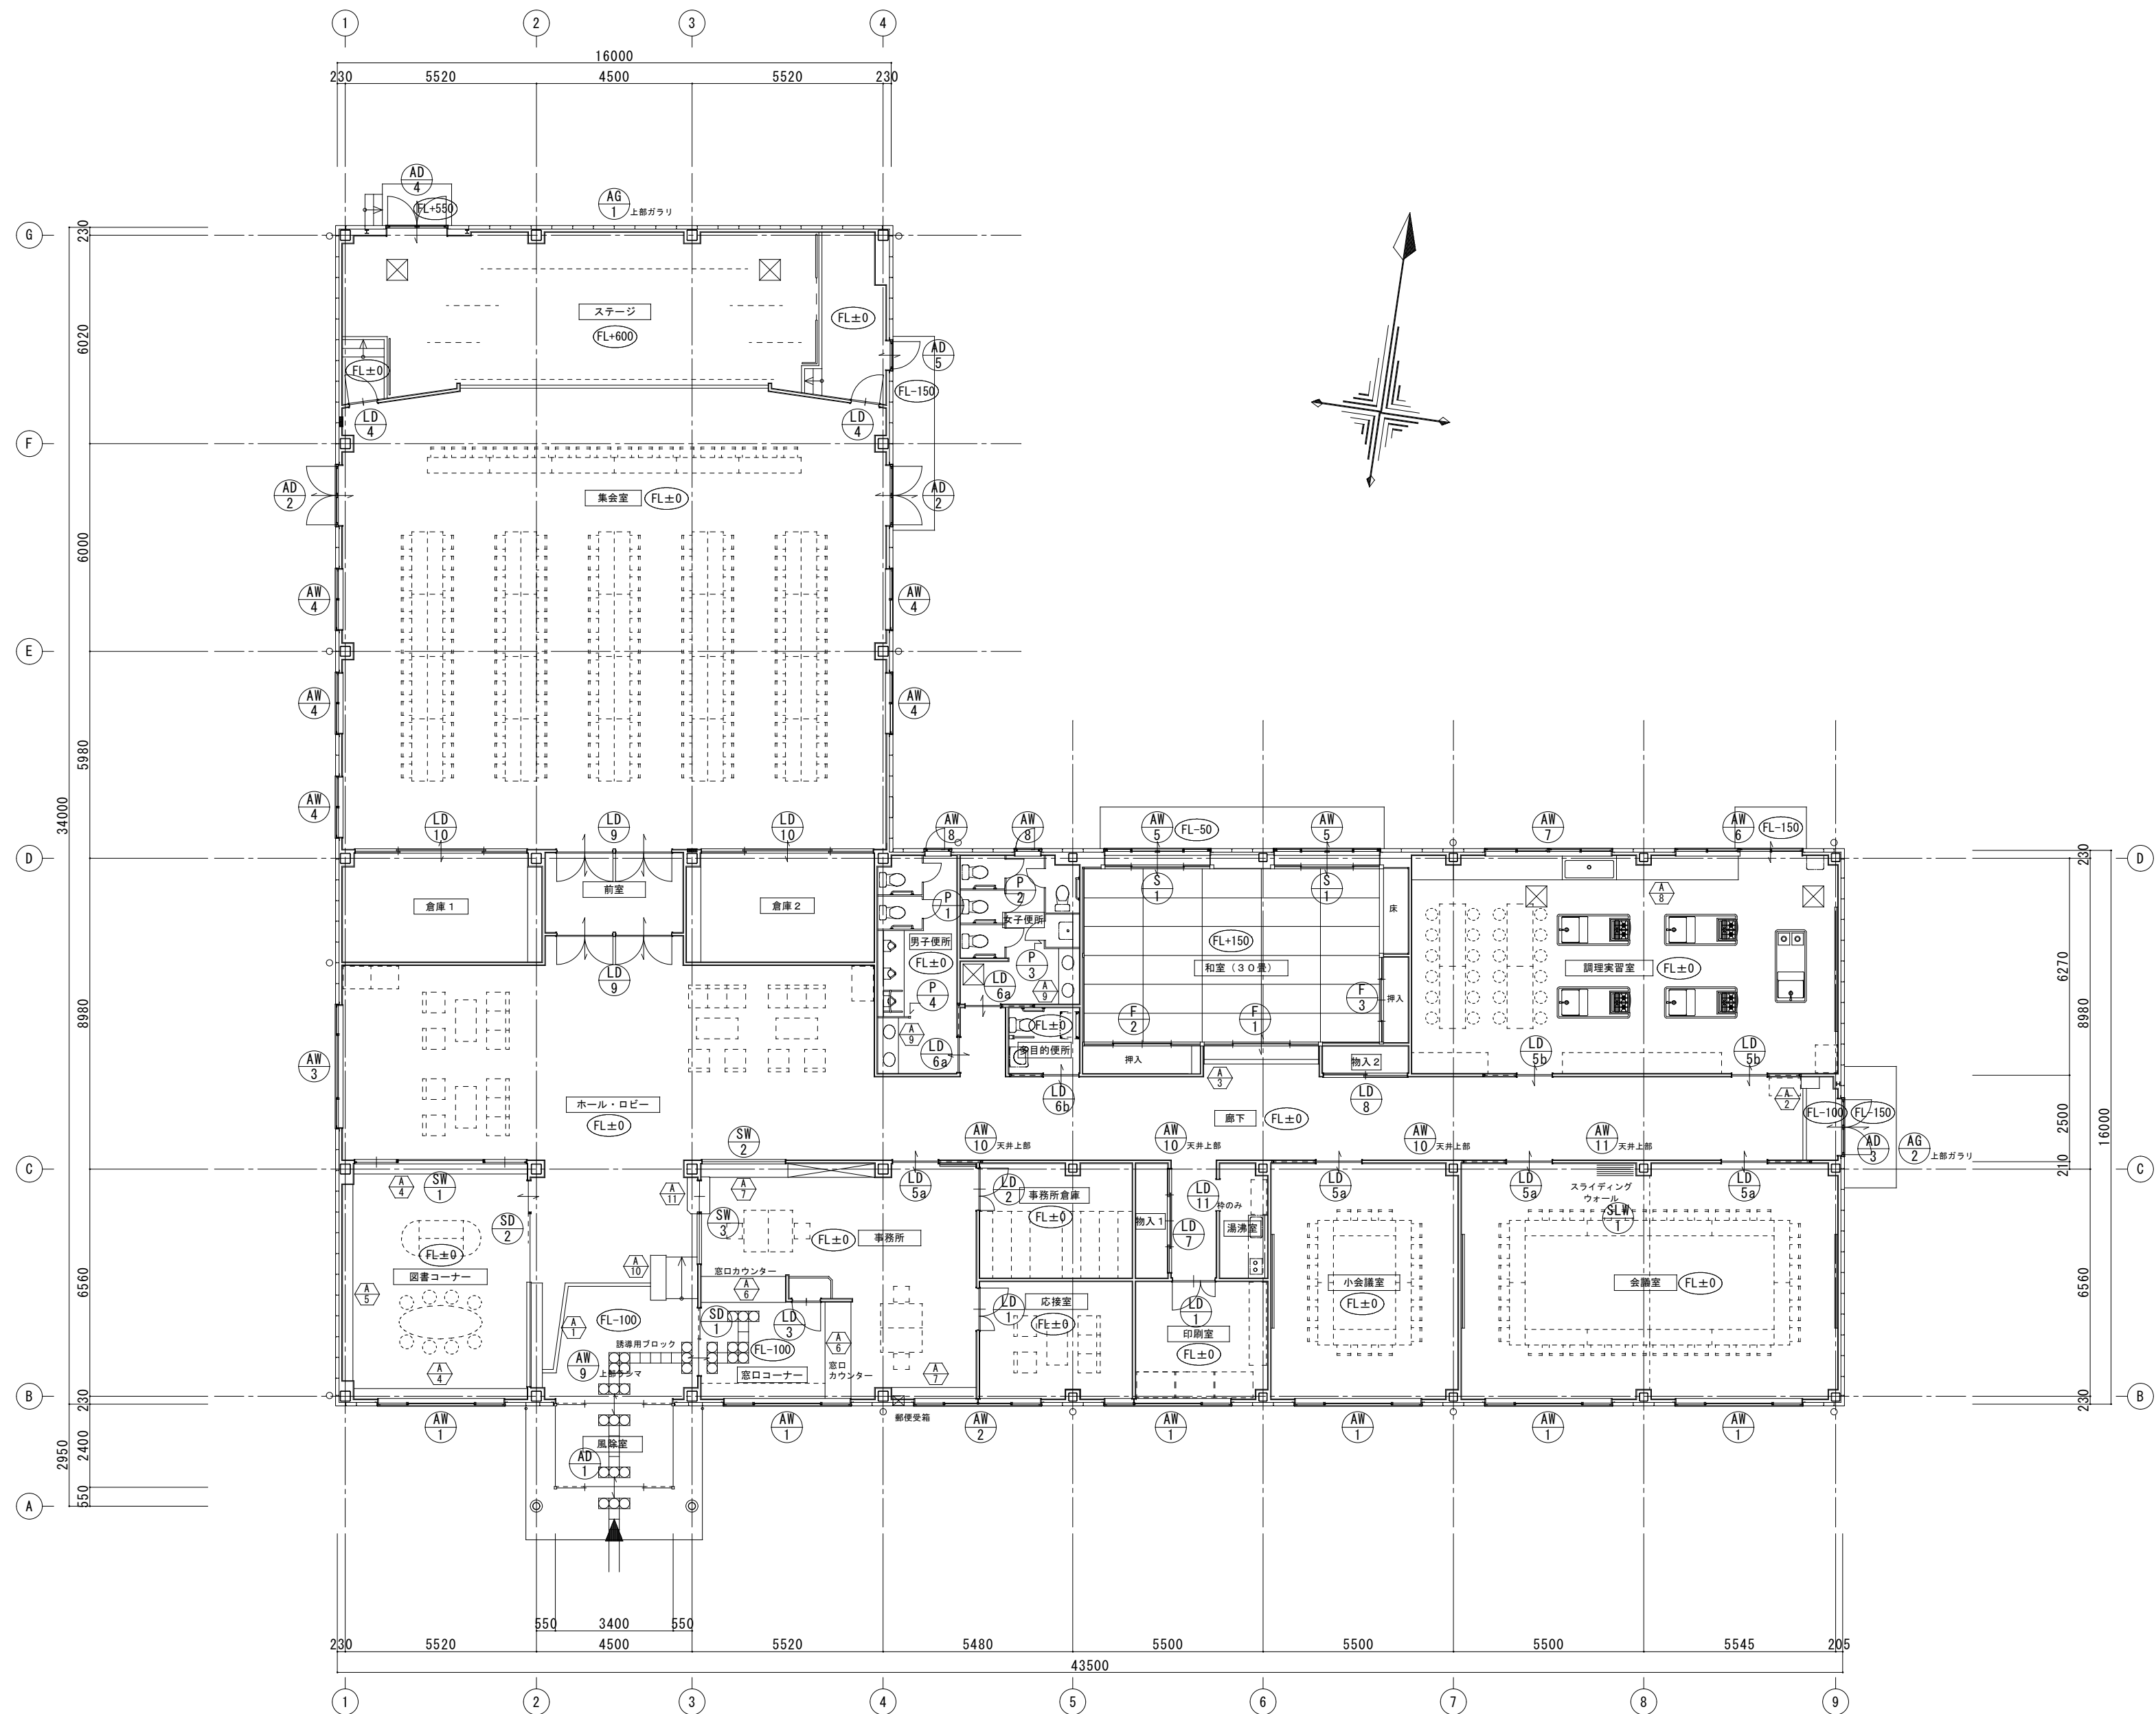 1 2 3 4
16000
230 5520 4500 5520 230
AD
4
FL+550
AG
1 上部ガラリ
G
230
ステージ
FL+600
FL±0
6020
AD
5
FL±0
FL-150
LD
4
LD
4
F
AD
2
集会室 FL±0
AD
2
6000
AW
4
AW
4
E
AW
4
AW
4
5980
34000
AW
4
LD
10
LD
9
LD
10
AW
8
AW
8
AW
5
FL-50
AW
5
AW
7
AW
6
FL-150
D
D
230
前室
倉庫1
倉庫2
P
1
P
2
女子便所
S
1
S
1
床
A
8
男子便所
FL±0
FL+150
和室(30畳)
調理実習室 FL±0
6270
LD
9
P
3
LD
6a
P
4
A
9
F
3
押入
8980
8980
A
9
FL±0
F
2
F
1
LD
6a
多目的便所
押入
物入2
LD
5b
LD
5b
AW
3
LD
6b
A
3
LD
8
A
2
ホール・ロビー
FL±0
廊下 FL±0
FL-100 FL-150
2500
16000
SW
2
AW
10 天井上部
AW
10 天井上部
AW
10 天井上部
AW
11 天井上部
AD
3
AG
2 上部ガラリ
C
C
210
A
4
SW
1
A
11
A
7
LD
5a
LD
2
事務所倉庫
FL±0
LD
11
枠のみ
LD
5a
LD
5a
スライディング
ウォール
SLW
1
LD
5a
SD
2
SW
3
FL±0 事務所
物入1
LD
7
湯沸室
FL±0
図書コーナー
A
10
窓口カウンター
A
6
小会議室
FL±0
会議室 FL±0
6560
6560
A
5
A
1
FL-100
SD
1
LD
3
LD
1
応接室
FL±0
LD
1
印刷室
FL±0
誘導用ブロック
FL-100
A
6
AW
9
上部ランマ
窓口コーナー
窓口
カウンター
A
4
A
7
B
B
230
230
AW
1
AW
1
郵便受箱
AW
2
AW
1
AW
1
AW
1
AW
1
2950
2400
風除室
AD
1
550
A
550 3400 550
230 5520 4500 5520 5480 5500 5500 5500 5545 205
43500
1 2 3 4 5 6 7 8 9